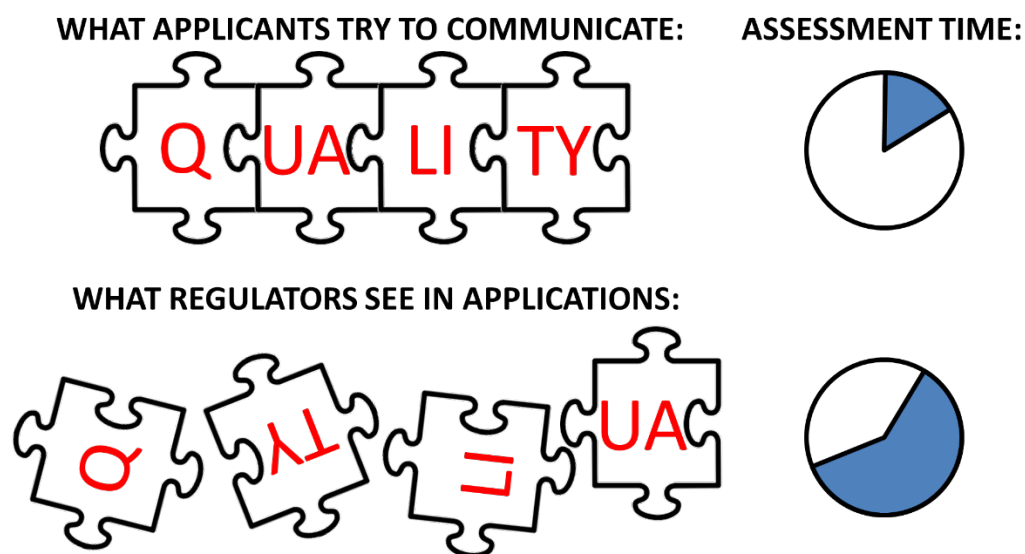 WHAT APPLICANTS TRY TO COMMUNICATE:
ASSESSMENT TIME:
Q UA LI TY
WHAT REGULATORS SEE IN APPLICATIONS:
Q TY LI UA